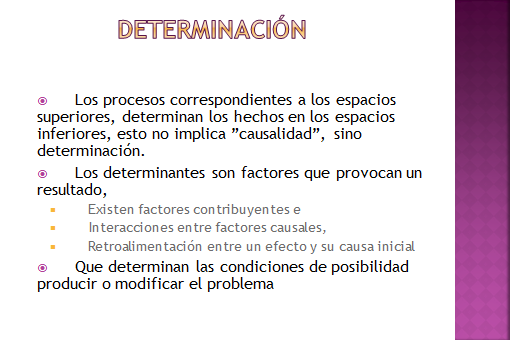 DETERMINACIÓN
Los procesos correspondientes a los espacios
superiores, determinan los hechos en los espacios
inferiores, esto no implica ”causalidad”, sino
determinación.
Los determinantes son factores que provocan un
resultado,
Existen factores contribuyentes e
Interacciones entre factores causales,
Retroalimentación entre un efecto y su causa inicial
Que determinan las condiciones de posibilidad
producir o modificar el problema